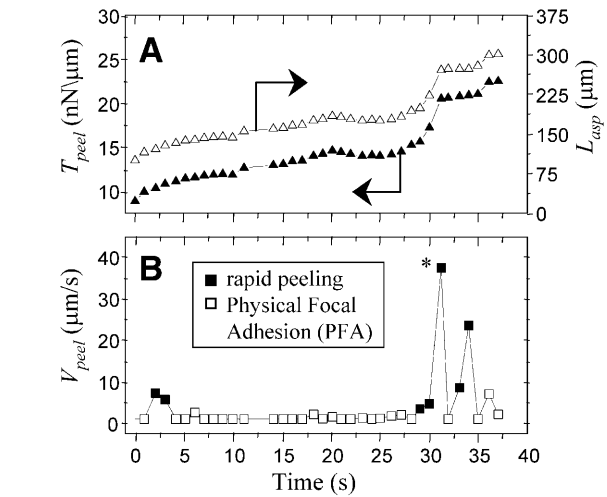 A
30
25
20
15
10
T_peel (nN\μm)
375
300
225
150
75
0
L_asp (μm)
B
40
30
20
10
0
V_peel (μm/s)
rapid peeling
Physical Focal
Adhesion (PFA)
*
0 5 10 15 20 25 30 35 40
Time (s)